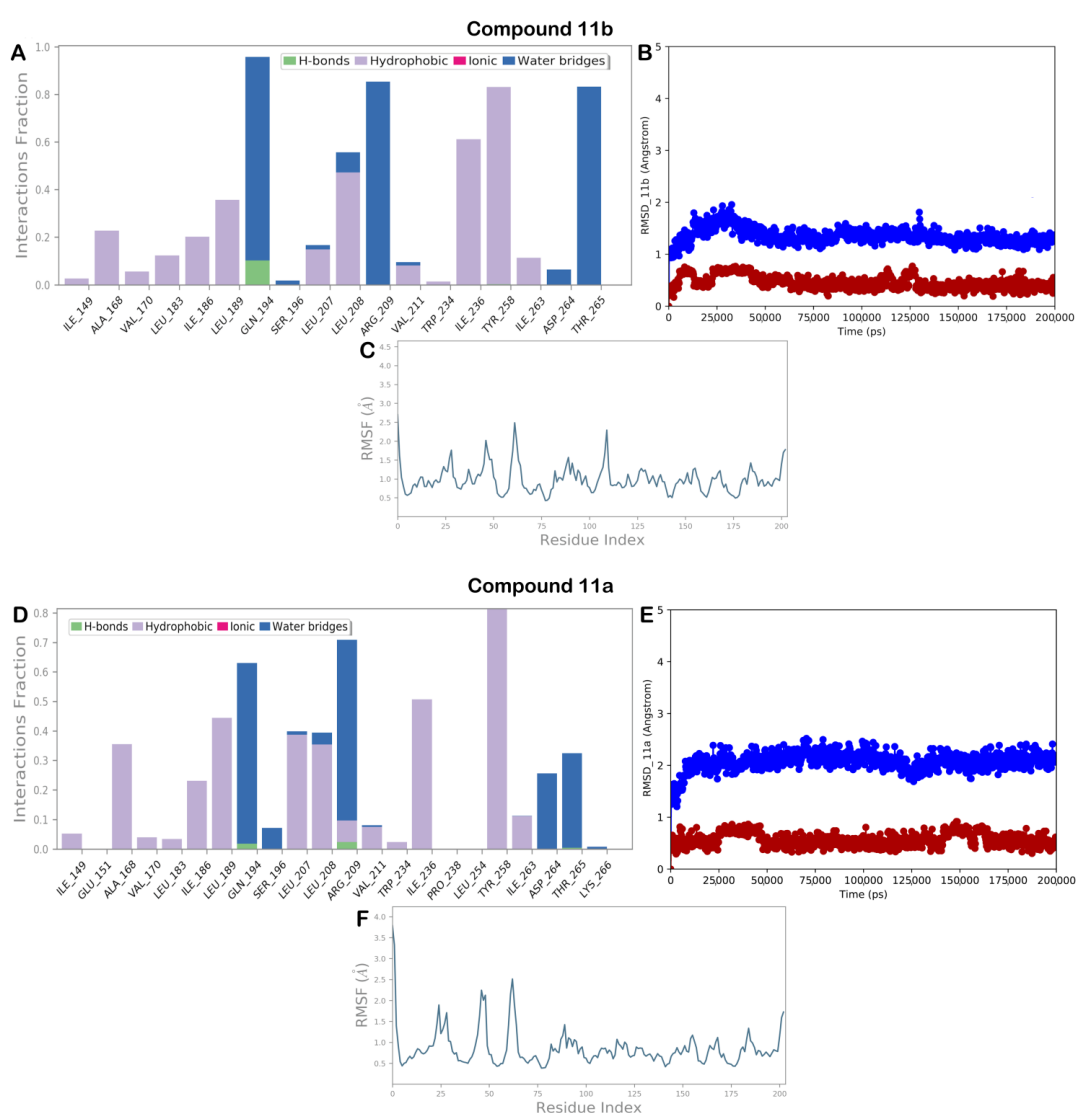 Compound 11b
A
1.0
0.8
0.6
0.4
0.2
0.0
Interactions Fraction
H-bonds Hydrophobic Ionic Water bridges
ILE_149 ALA_168 VAL_170 LEU_183 ILE_186 LEU_189 GLN_194 SER_196 LEU_207 LEU_208 ARG_209 VAL_211 TRP_234 ILE_236 TYR_258 ILE_263 ASP_264 THR_265
B
5
4
3
2
1
0
RMSD_11b (Angstrom)
0 25,000 50,000 75,000 100,000 125,000 150,000 175,000 200,000
Time (ps)
C
4.5
4.0
3.5
3.0
2.5
2.0
1.5
1.0
0.5
RMSF (Å)
0 25 50 75 100 125 150 175 200
Residue Index
Compound 11a
D
0.8
0.7
0.6
0.5
0.4
0.3
0.2
0.1
0.0
Interactions Fraction
H-bonds Hydrophobic Ionic Water bridges
ILE_149 GLU_151 ALA_168 VAL_170 LEU_183 ILE_186 LEU_189 GLN_194 SER_196 LEU_207 LEU_208 ARG_209 VAL_211 TRP_234 ILE_236 PRO_238 LEU_254 TYR_258 ILE_263 ASP_264 THR_265 LYS_266
E
5
4
3
2
1
0
RMSD_11a (Angstrom)
0 25,000 50,000 75,000 100,000 125,000 150,000 175,000 200,000
Time (ps)
F
4.0
3.5
3.0
2.5
2.0
1.5
1.0
0.5
RMSF (Å)
0 25 50 75 100 125 150 175 200
Residue Index